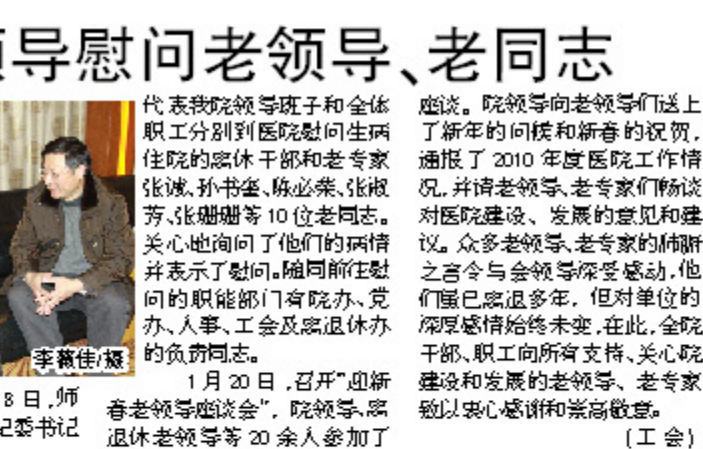 领导慰问老领导、老同志
李薇佳/摄
8日,师
纪委书记
代表我院领导班子和全体
职工分别到医院慰问生病
住院的离休干部和老专家
张诚、孙书奎、陈必荣、张淑
芳、张珊珊等10位老同志。
关心地询问了他们的病情
并表示了慰问。随同前往慰
问的职能部门有院办、党
办、人事、工会及离退休办
的负责同志。
1月20日,召开"迎新
春老领导座谈会", 院领导、离
退休老领导等20余人参加了
座谈。院领导向老领导们送上
了新年的问候和新春的祝贺,
通报了2010年度医院工作情
况,并请老领导、老专家们畅谈
对医院建设、发展的意见和建
议。众多老领导、老专家的肺腑
之言令与会领导深受感动,他
们虽已离退多年, 但对单位的
深厚感情始终未变,在此,全院
干部、职工向所有支持、关心院
建设和发展的老领导、老专家
致以衷心感谢和崇高敬意。
(工会)